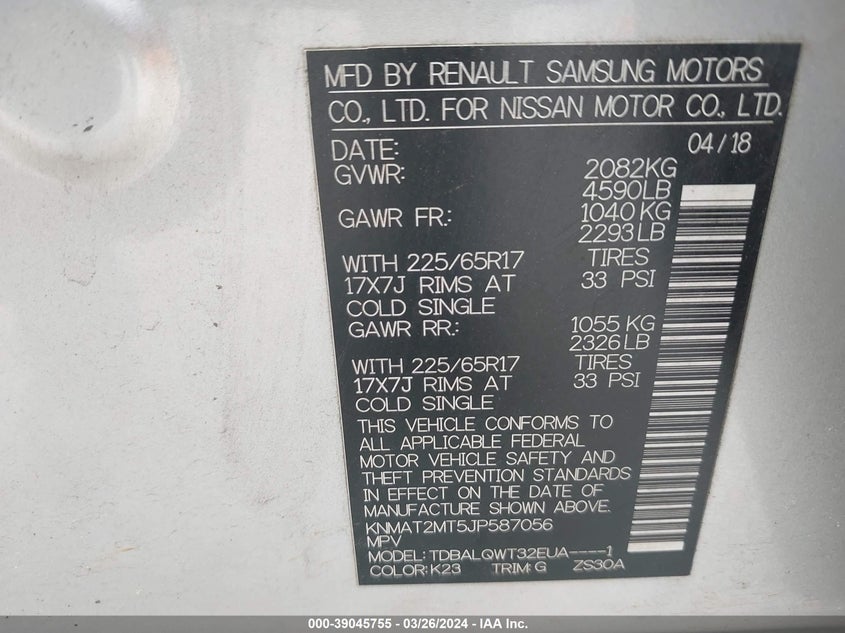 MFD BY RENAULT SAMSUNG MOTORS
CO., LTD. FOR NISSAN MOTOR CO., LTD.
DATE: 04/18
GVWR: 2082KG
4590LB
GAWR FR.: 1040KG
2293LB
WITH 225/65R17 TIRES
17X7J RIMS AT 33 PSI
COLD SINGLE
GAWR RR.: 1055KG
2326LB
WITH 225/65R17 TIRES
17X7J RIMS AT 33 PSI
COLD SINGLE
THIS VEHICLE CONFORMS TO
ALL APPLICABLE FEDERAL
MOTOR VEHICLE SAFETY AND
THEFT PREVENTION STANDARDS
IN EFFECT ON THE DATE OF
MANUFACTURE SHOWN ABOVE.
KNMAT2MT5JP587056
MPV
MODEL: TDBALQWT32EUA----1
COLOR: K23 TRIM: G ZS30A
000-39045755 - 03/26/2024 - IAA Inc.